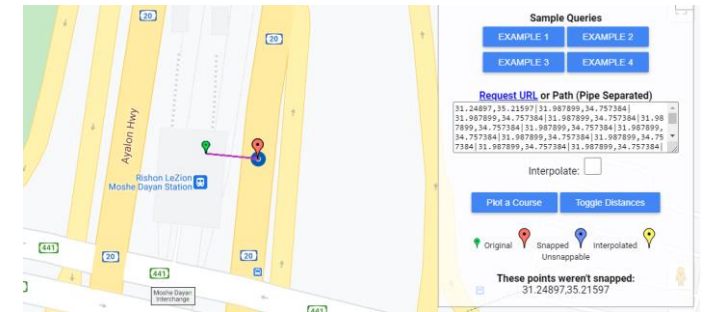 20
20
Ayalon Hwy
Rishon LeZion
Moshe Dayan Station
441
20
20
441
441
Moshe Dayan
Interchange
Sample Queries
EXAMPLE 1
EXAMPLE 2
EXAMPLE 3
EXAMPLE 4
Request URL or Path (Pipe Separated)
31.24897,35.21597|31.987899,34.757384|
31.987899,34.757384|31.987899,34.757384|31.98
7899,34.757384|31.987899,34.757384|31.987899,
34.757384|31.987899,34.757384|31.987899,34.75
7384|31.987899,34.757384|31.987899,34.757384|
Interpolate:
Plot a Course
Toggle Distances
Original
Snapped
Interpolated
Unsnappable
These points weren't snapped:
31.24897,35.21597